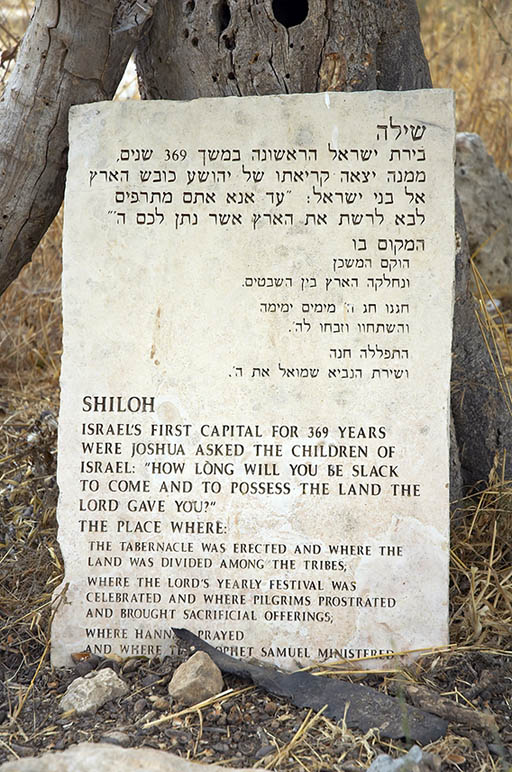 שילה
בירת ישראל הראשונה במשך 369 שנים,
ממנה יצאה קריאתו של יהושע כובש הארץ
אל בני ישראל: "עד אנא אתם מתרפים
לבא לרשת את הארץ אשר נתן לכם ה'"
המקום בו
הוקם המשכן
ונחלקה הארץ בין השבטים.
חגגו חג ה' מימים ימימה
והשתחוו וזבחו לה'.
התפללה חנה
ושירת הנביא שמואל את ה'.
SHILOH
ISRAEL'S FIRST CAPITAL FOR 369 YEARS
WERE JOSHUA ASKED THE CHILDREN OF
ISRAEL: "HOW LONG WILL YOU BE SLACK
TO COME AND TO POSSESS THE LAND THE
LORD GAVE YOU?"
THE PLACE WHERE:
THE TABERNACLE WAS ERECTED AND WHERE THE
LAND WAS DIVIDED AMONG THE TRIBES,
WHERE THE LORD'S YEARLY FESTIVAL WAS
CELEBRATED AND WHERE PILGRIMS PROSTRATED
AND BROUGHT SACRIFICIAL OFFERINGS,
WHERE HANNAH PRAYED
AND WHERE THE PROPHET SAMUEL MINISTERED